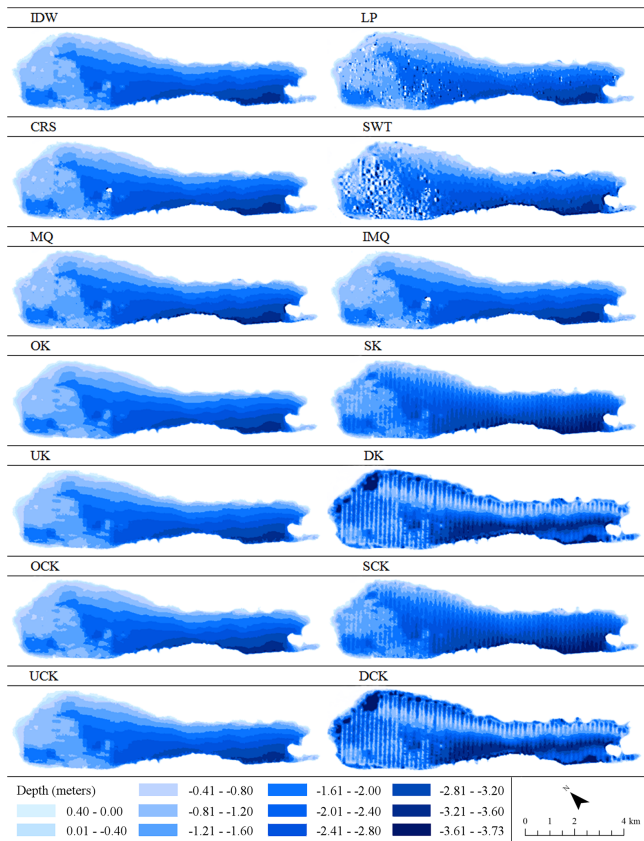 IDW LP
CRS SWT
MQ IMQ
OK SK
UK DK
OCK SCK
UCK DCK
Depth (meters)
0.40 - 0.00
0.01 - -0.40
-0.41 - -0.80
-0.81 - -1.20
-1.21 - -1.60
-1.61 - -2.00
-2.01 - -2.40
-2.41 - -2.80
-2.81 - -3.20
-3.21 - -3.60
-3.61 - -3.73
N
0 1 2 4 km